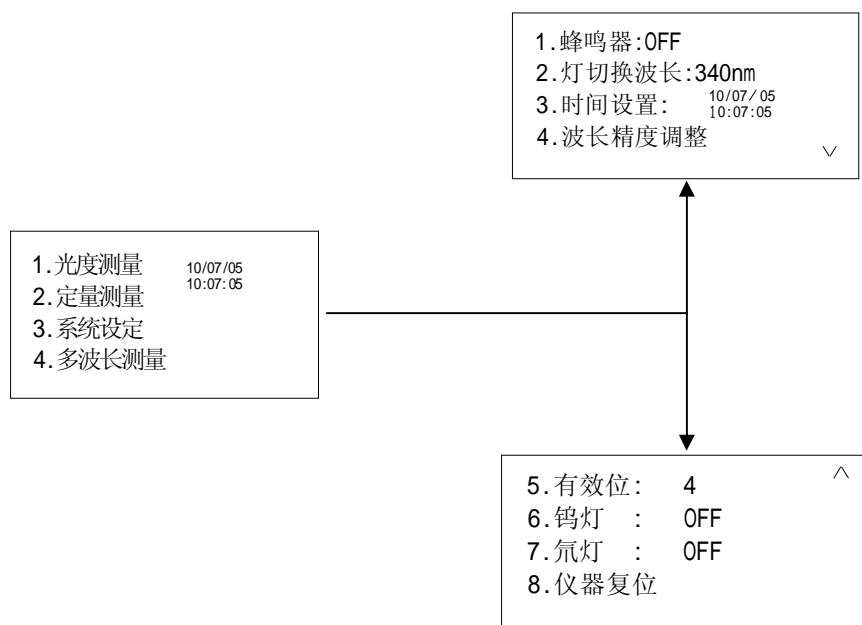 1.蜂鸣器:OFF
2.灯切换波长:340nm
3.时间设置: 10/07/05
10:07:05
4.波长精度调整
1.光度测量 10/07/05
10:07:05
2.定量测量
3.系统设定
4.多波长测量
5.有效位: 4
6.钨灯 : OFF
7.氘灯 : OFF
8.仪器复位